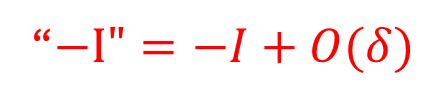 “−I" = −I + O(δ)